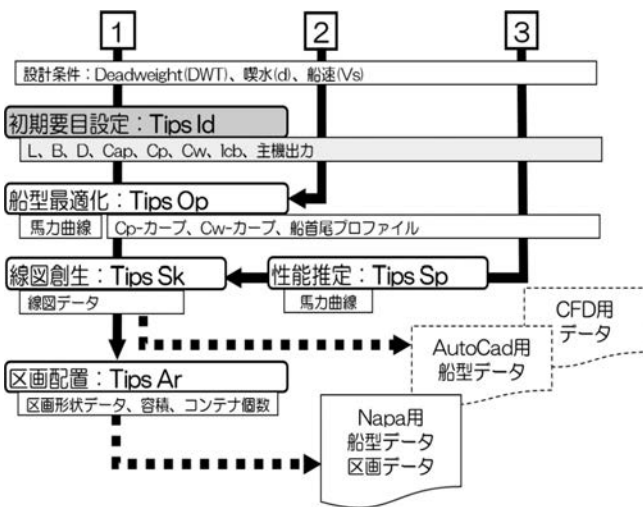 1
2
3
設計条件：Deadweight(DWT)、喫水(d)、船速(Vs)
初期要目設定：Tips Id
L、B、D、Cap、Cp、Cw、lcb、主機出力
船型最適化：Tips Op
馬力曲線
Cp-カーブ、Cw-カーブ、船首尾プロファイル
線図創生：Tips Sk
線図データ
性能推定：Tips Sp
馬力曲線
CFD用
データ
AutoCad用
船型データ
区画配置：Tips Ar
区画形状データ、容積、コンテナ個数
Napa用
船型データ
区画データ